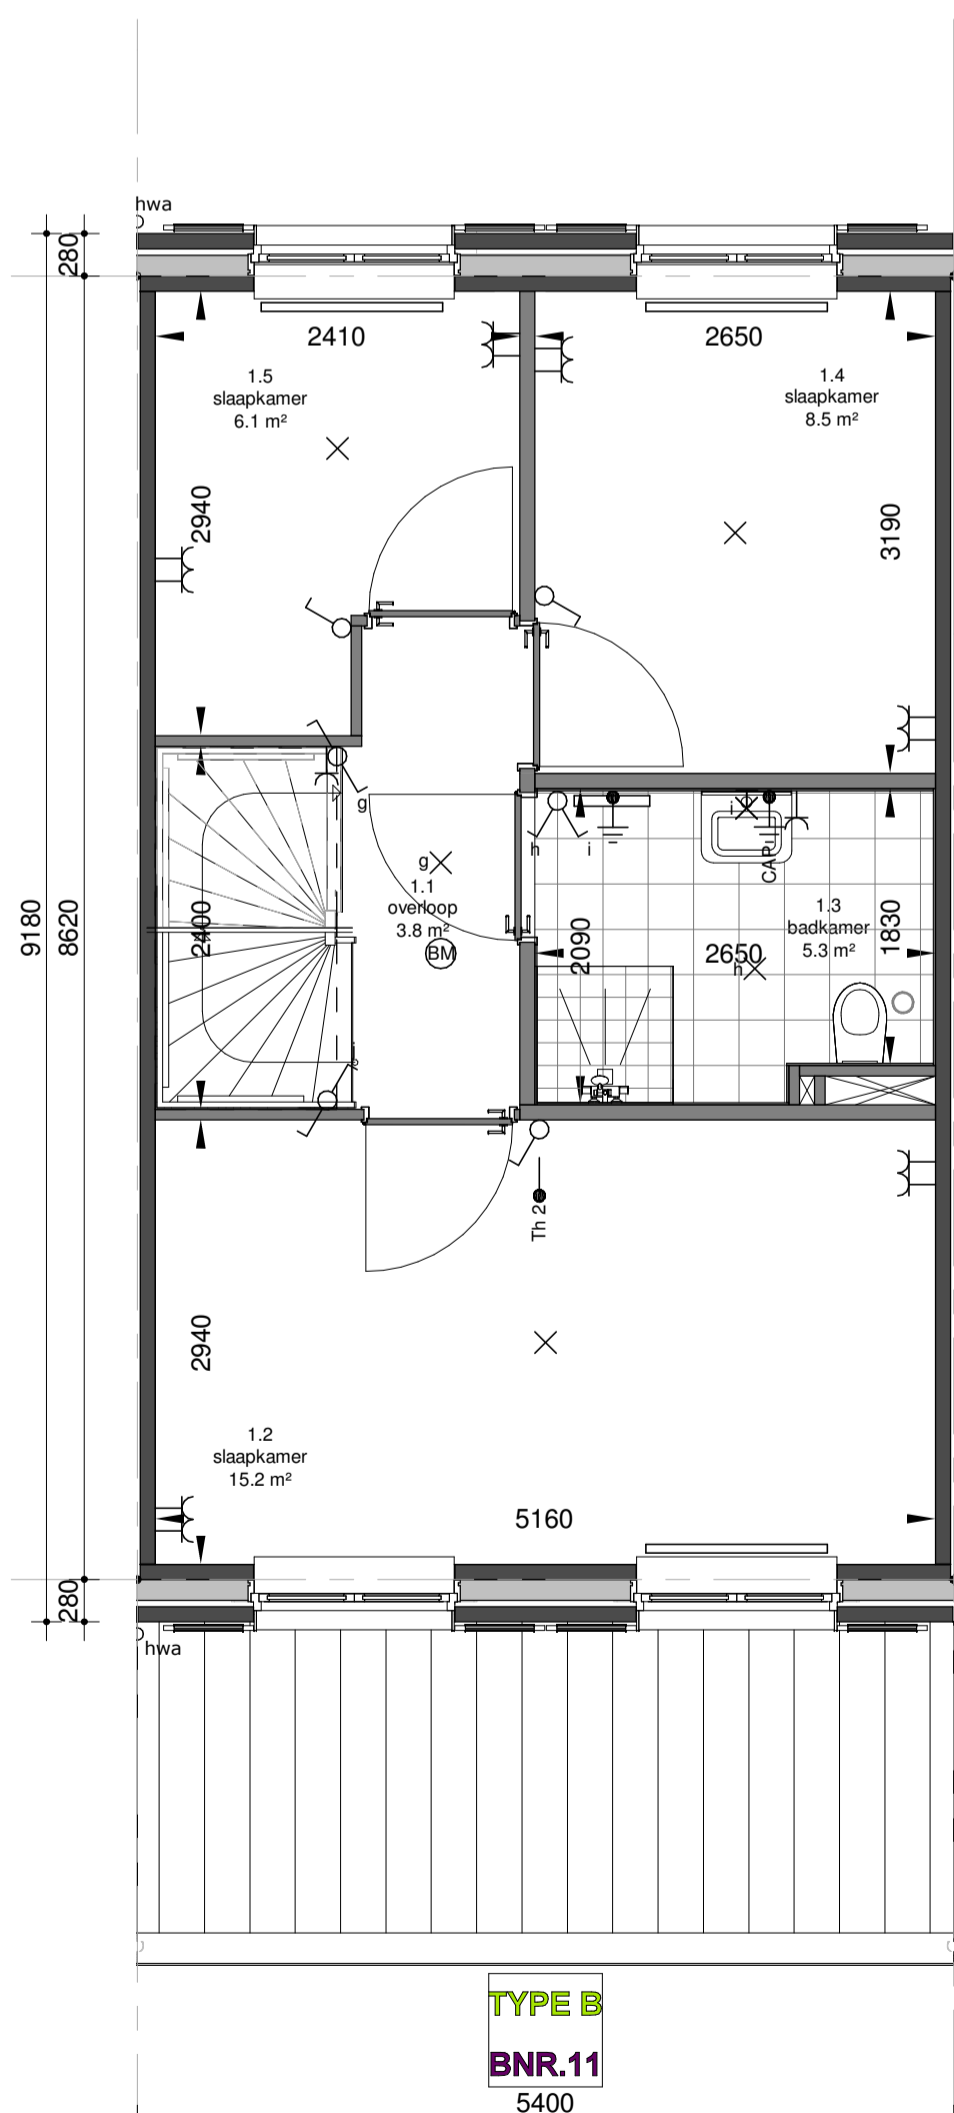 hwa
280
2410
2650
1.5
slaapkamer
6.1 m²
1.4
slaapkamer
8.5 m²
2940
3190
g
h
i
i
CAP
g
1.1
overloop
3.8 m²
BM
2400
2090
2650
h
1.3
badkamer
5.3 m²
1830
9180
8620
Th 2
2940
1.2
slaapkamer
15.2 m²
5160
280
hwa
TYPE B
BNR.11
5400